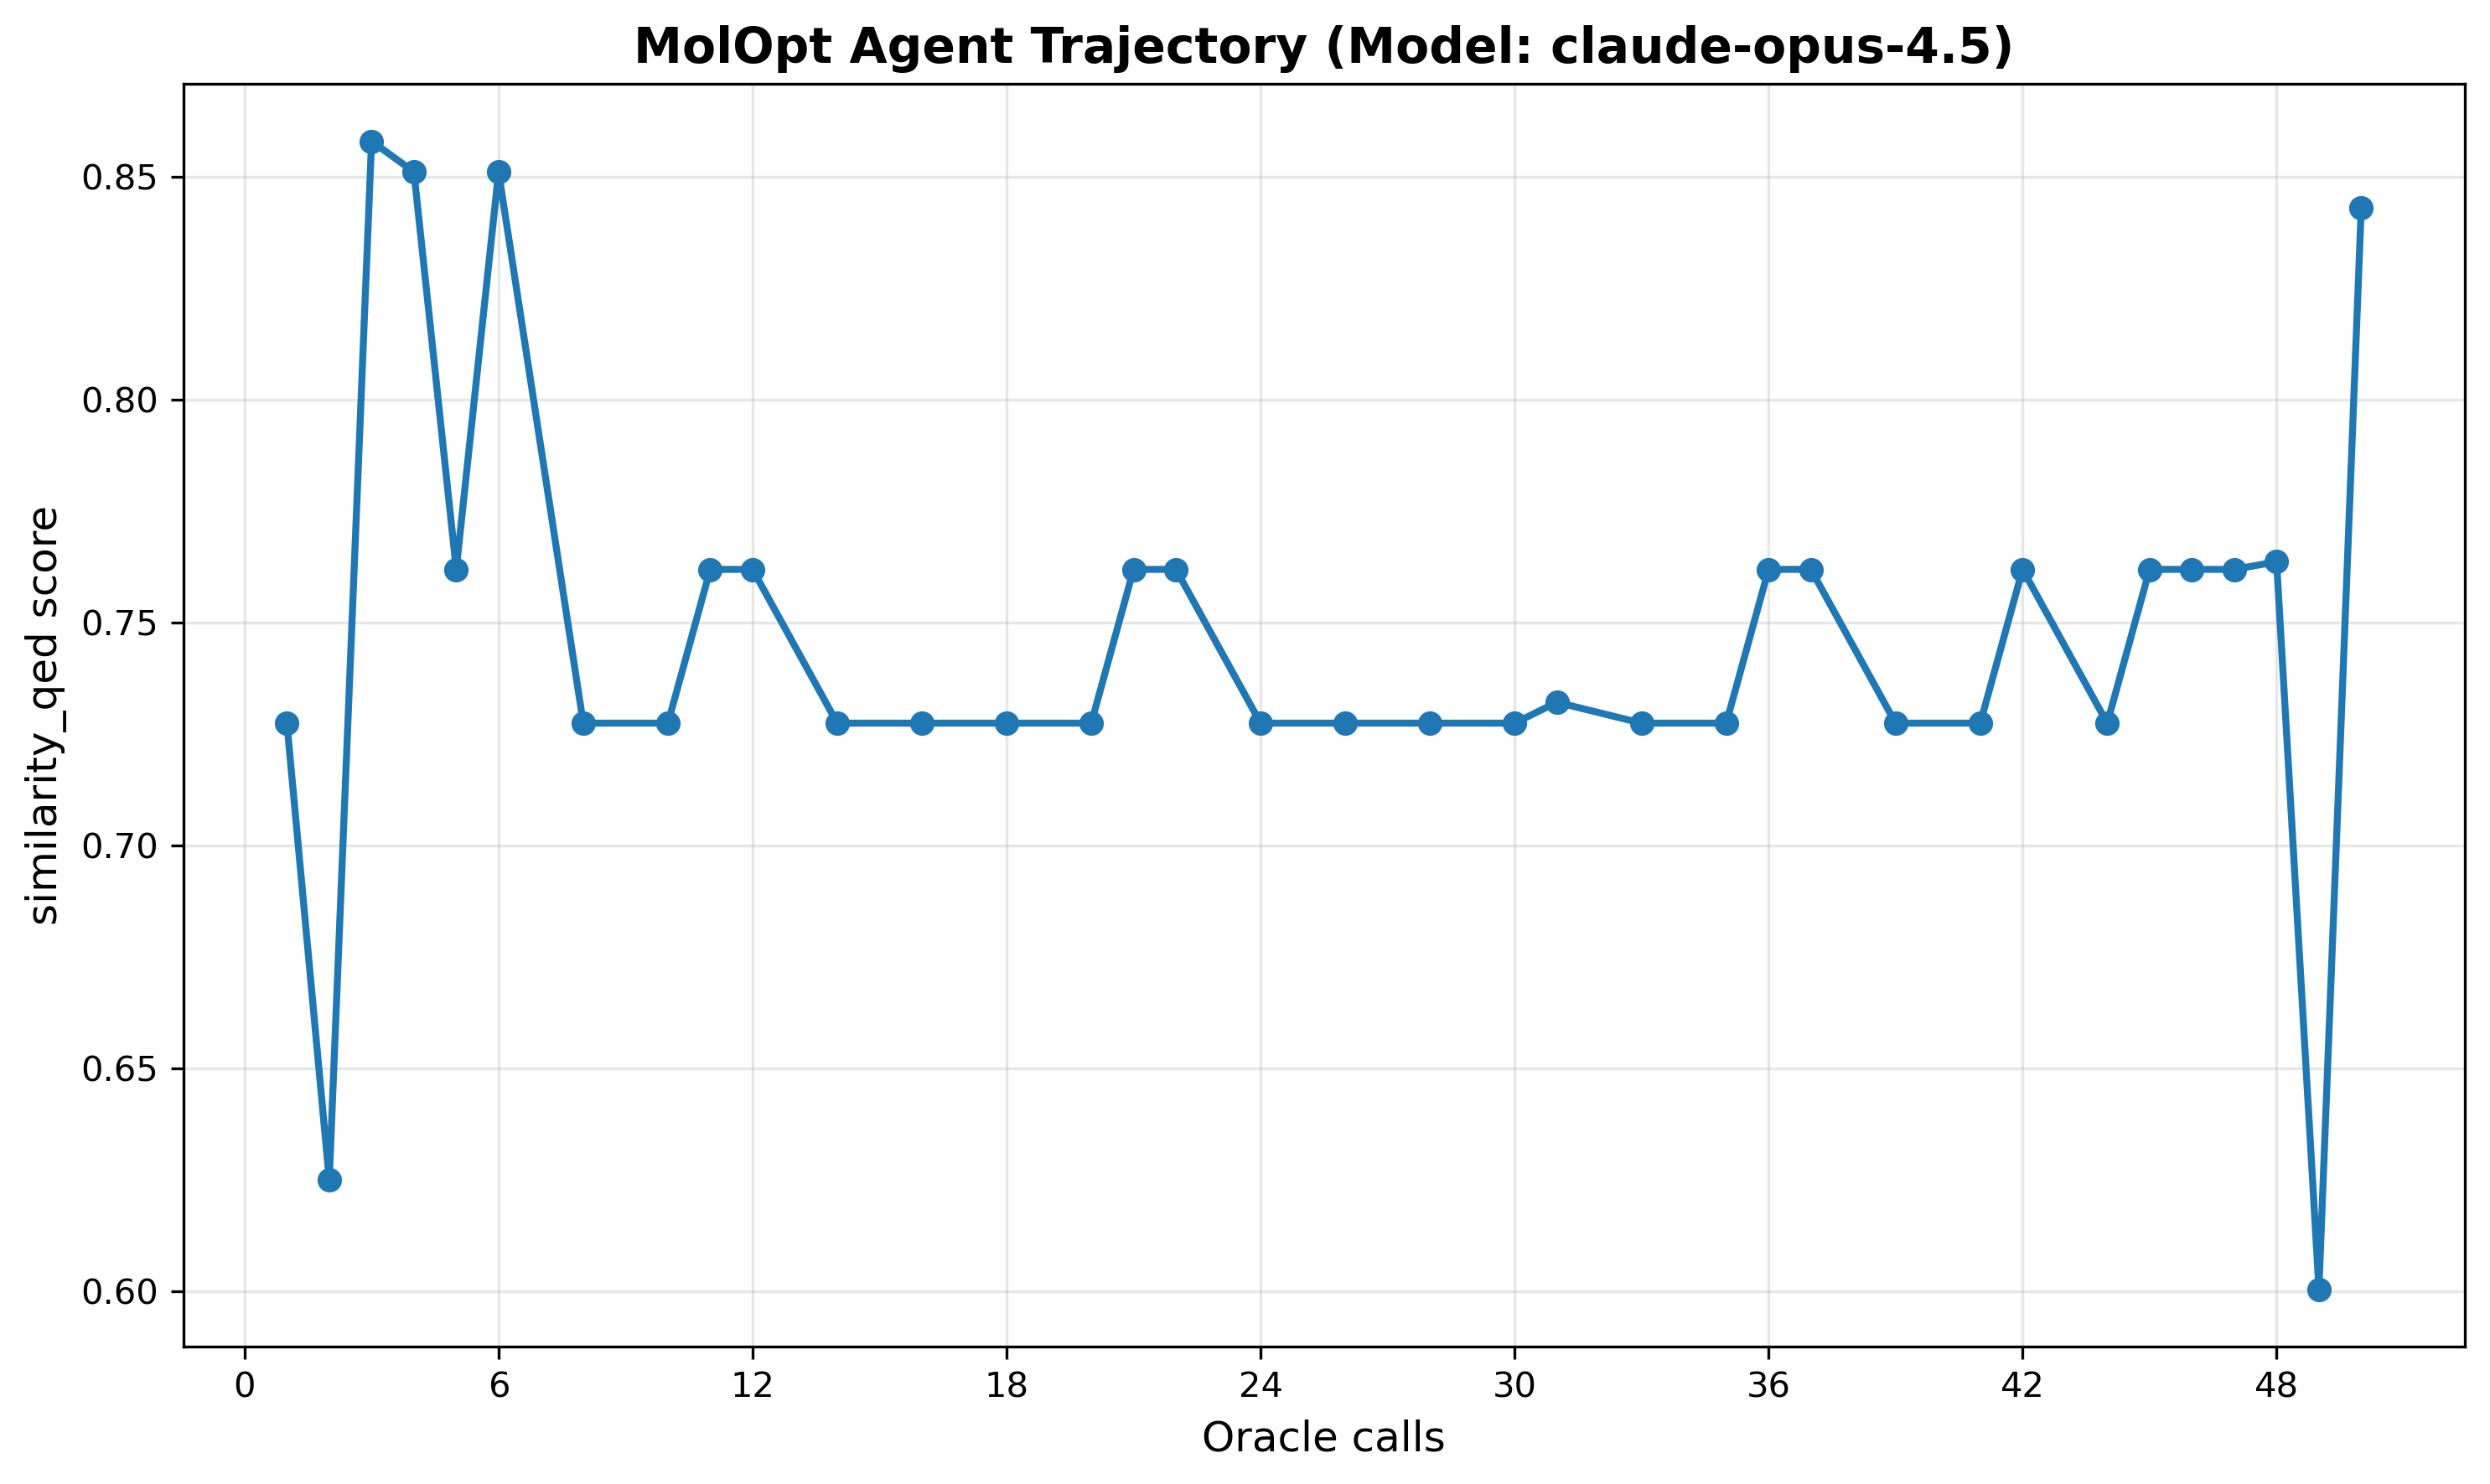 MolOpt Agent Trajectory (Model: claude-opus-4.5)
similarity_qed score
0.85
0.80
0.75
0.70
0.65
0.60
0 6 12 18 24 30 36 42 48
Oracle calls